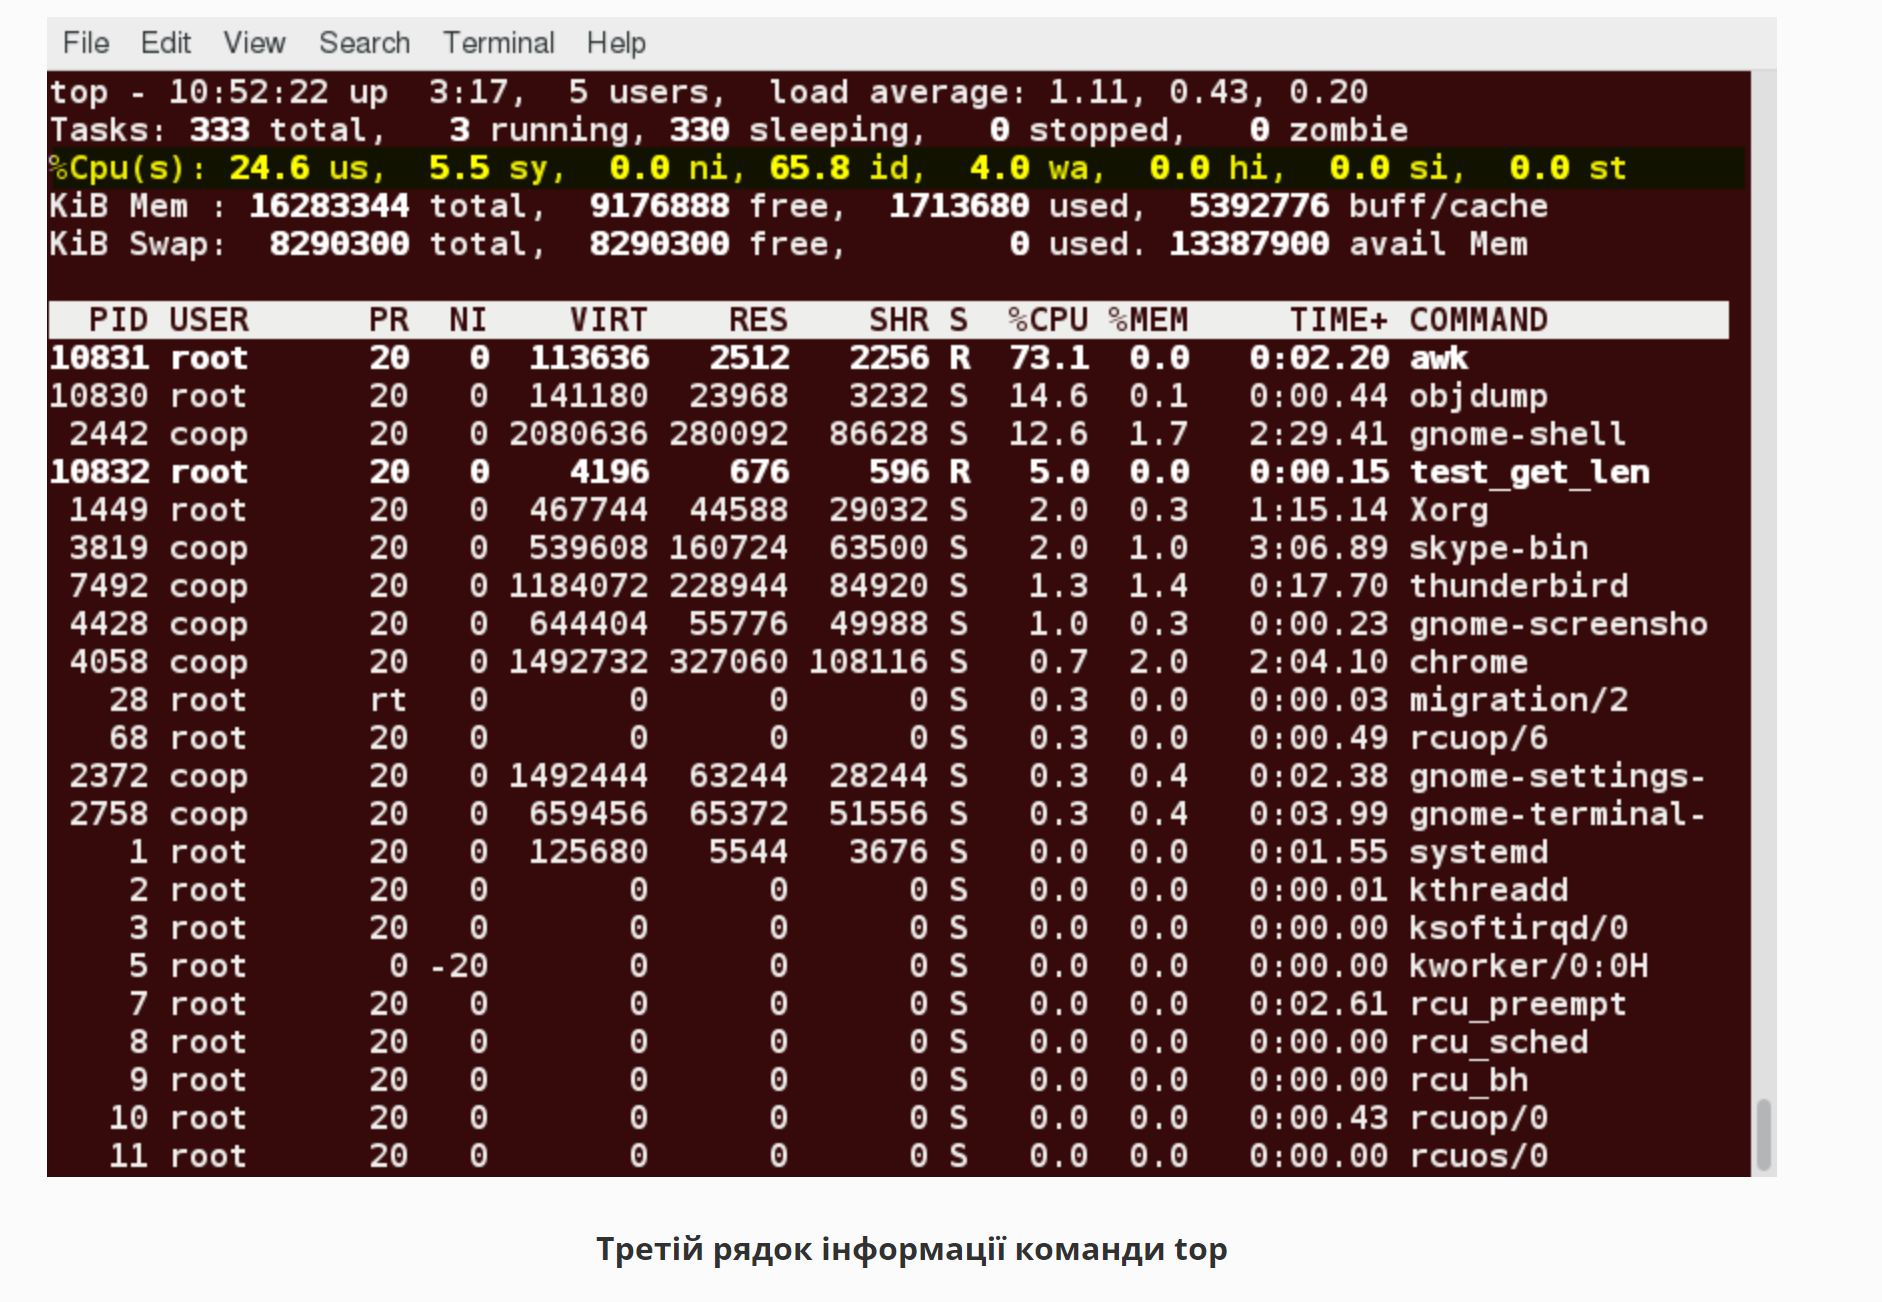 File Edit View Search Terminal Help
top - 10:52:22 up  3:17,  5 users,  load average: 1.11, 0.43, 0.20
Tasks: 333 total,   3 running, 330 sleeping,   0 stopped,   0 zombie
%Cpu(s): 24.6 us,  5.5 sy,  0.0 ni, 65.8 id,  4.0 wa,  0.0 hi,  0.0 si,  0.0 st
KiB Mem : 16283344 total,  9176888 free,  1713680 used,  5392776 buff/cache
KiB Swap:  8290300 total,  8290300 free,        0 used. 13387900 avail Mem
PID USER PR NI VIRT RES SHR S %CPU %MEM TIME+ COMMAND
10831 root 20 0 113636 2512 2256 R 73.1 0.0 0:02.20 awk
10830 root 20 0 141180 23968 3232 S 14.6 0.1 0:00.44 objdump
2442 coop 20 0 2080636 280092 86628 S 12.6 1.7 2:29.41 gnome-shell
10832 root 20 0 4196 676 596 R 5.0 0.0 0:00.15 test_get_len
1449 root 20 0 467744 44588 29032 S 2.0 0.3 1:15.14 Xorg
3819 coop 20 0 539608 160724 63500 S 2.0 1.0 3:06.89 skype-bin
7492 coop 20 0 1184072 228944 84920 S 1.3 1.4 0:17.70 thunderbird
4428 coop 20 0 644404 55776 49988 S 1.0 0.3 0:00.23 gnome-screensho
4058 coop 20 0 1492732 327060 108116 S 0.7 2.0 2:04.10 chrome
28 root rt 0 0 0 0 S 0.3 0.0 0:00.03 migration/2
68 root 20 0 0 0 0 S 0.3 0.0 0:00.49 rcuop/6
2372 coop 20 0 1492444 63244 28244 S 0.3 0.4 0:02.38 gnome-settings-
2758 coop 20 0 659456 65372 51556 S 0.3 0.4 0:03.99 gnome-terminal-
1 root 20 0 125680 5544 3676 S 0.0 0.0 0:01.55 systemd
2 root 20 0 0 0 0 S 0.0 0.0 0:00.01 kthreadd
3 root 20 0 0 0 0 S 0.0 0.0 0:00.00 ksoftirqd/0
5 root 0 -20 0 0 0 S 0.0 0.0 0:00.00 kworker/0:0H
7 root 20 0 0 0 0 S 0.0 0.0 0:02.61 rcu_preempt
8 root 20 0 0 0 0 S 0.0 0.0 0:00.00 rcu_sched
9 root 20 0 0 0 0 S 0.0 0.0 0:00.00 rcu_bh
10 root 20 0 0 0 0 S 0.0 0.0 0:00.43 rcuop/0
11 root 20 0 0 0 0 S 0.0 0.0 0:00.00 rcuos/0
Третій рядок інформації команди top